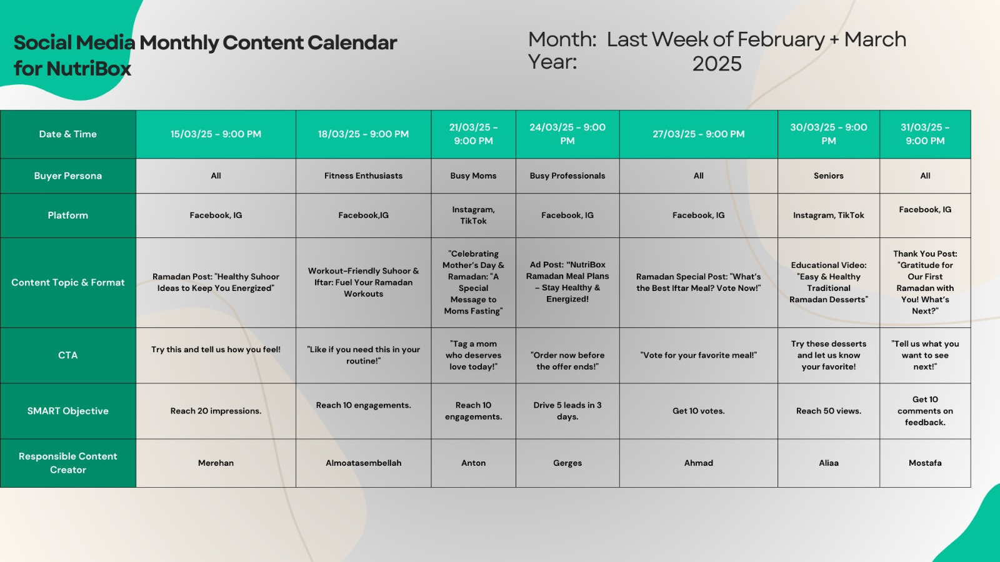 Social Media Monthly Content Calendar
for NutriBox
Month: Last Week of February + March
Year: 2025
Date & Time
15/03/25 - 9:00 PM
18/03/25 - 9:00 PM
21/03/25 -
9:00 PM
24/03/25 - 9:00
PM
27/03/25 - 9:00 PM
30/03/25 - 9:00
PM
31/03/25 -
9:00 PM
Buyer Persona
All
Fitness Enthusiasts
Busy Moms
Busy Professionals
All
Seniors
All
Platform
Facebook, IG
Facebook,IG
Instagram,
TikTok
Facebook, IG
Facebook, IG
Instagram, TikTok
Facebook, IG
Content Topic & Format
Ramadan Post: "Healthy Suhoor
Ideas to Keep You Energized"
Workout-Friendly Suhoor &
Iftar: Fuel Your Ramadan
Workouts
"Celebrating
Mother’s Day &
Ramadan: "A
Special
Message to
Moms Fasting"
Ad Post: "NutriBox
Ramadan Meal Plans
– Stay Healthy &
Energized!
Ramadan Special Post: "What’s
the Best Iftar Meal? Vote Now!"
Educational Video:
"Easy & Healthy
Traditional
Ramadan Desserts"
Thank You Post:
"Gratitude for
Our First
Ramadan with
You! What’s
Next?"
CTA
Try this and tell us how you feel!
"Like if you need this in your
routine!"
"Tag a mom
who deserves
love today!"
"Order now before
the offer ends!"
"Vote for your favorite meal!"
Try these desserts
and let us know
your favorite!
"Tell us what you
want to see
next!"
SMART Objective
Reach 20 impressions.
Reach 10 engagements.
Reach 10
engagements.
Drive 5 leads in 3
days.
Get 10 votes.
Reach 50 views.
Get 10
comments on
feedback.
Responsible Content
Creator
Merehan
Almoatasembellah
Anton
Gerges
Ahmad
Aliaa
Mostafa